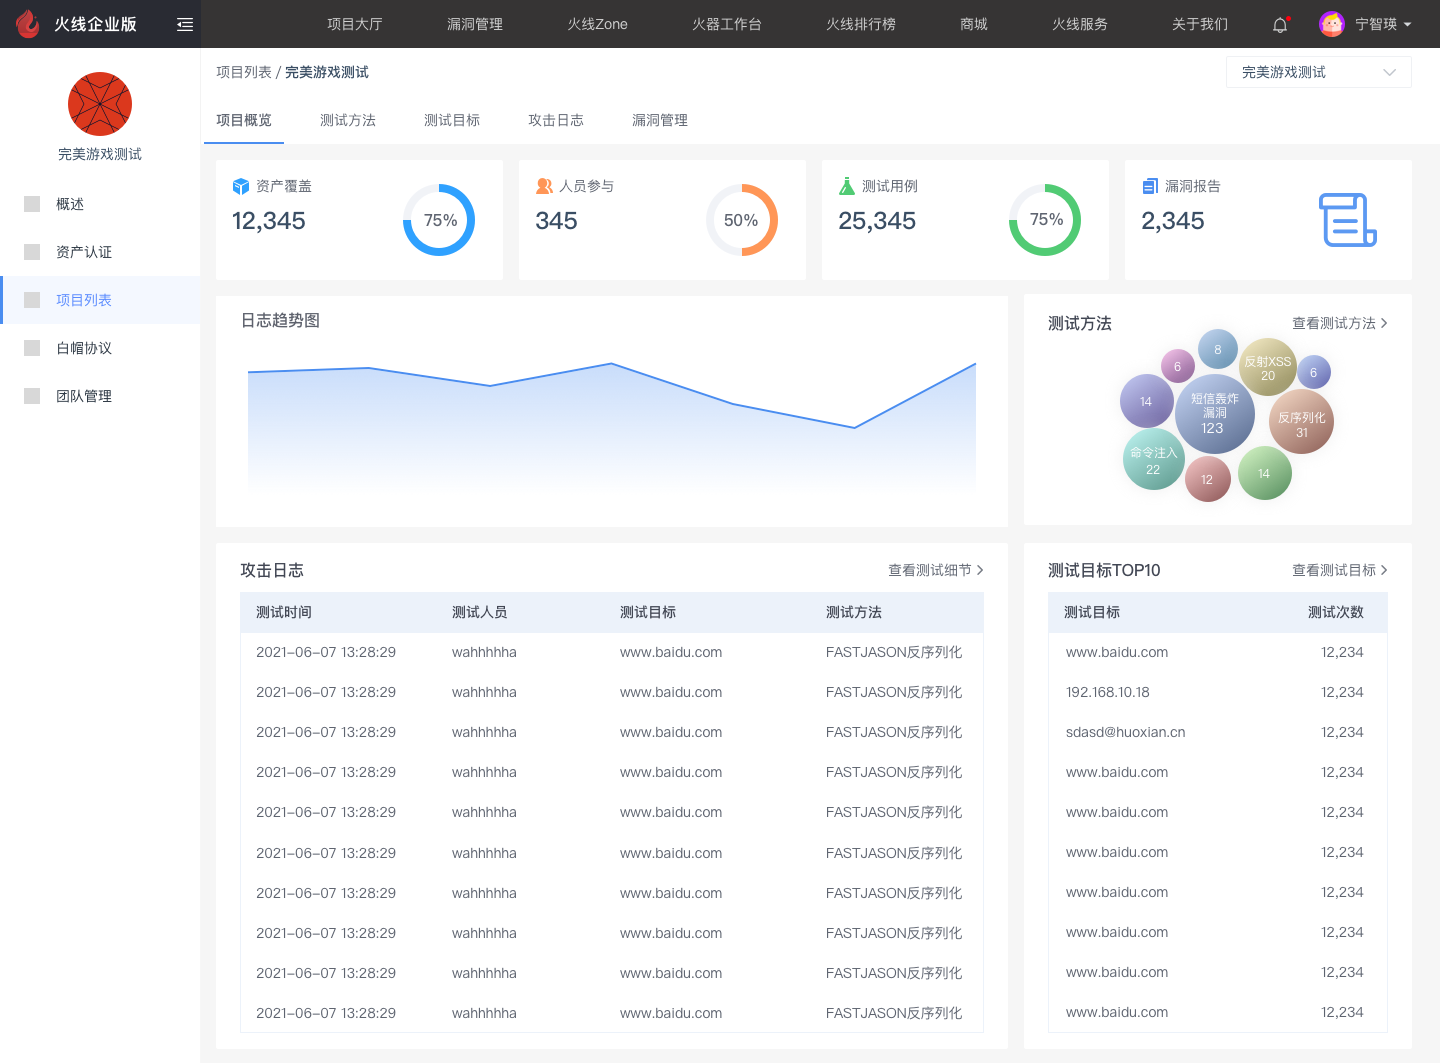 火线企业版
项目大厅 漏洞管理 火线Zone 火器工作台 火线排行榜 商城 火线服务 关于我们 宁智瑛
项目列表 / 完美游戏测试
完美游戏测试
完美游戏测试
概述
资产认证
项目列表
白帽协议
团队管理
项目概览 测试方法 测试目标 攻击日志 漏洞管理
资产覆盖
12,345
75%
人员参与
345
50%
测试用例
25,345
75%
漏洞报告
2,345
日志趋势图
测试方法
查看测试方法
8
6
反射XSS
20
6
14
短信轰炸
漏洞
123
反序列化
31
命令注入
22
12
14
攻击日志
查看测试细节
测试时间 测试人员 测试目标 测试方法
2021-06-07 13:28:29 wahhhhha www.baidu.com FASTJASON反序列化
2021-06-07 13:28:29 wahhhhha www.baidu.com FASTJASON反序列化
2021-06-07 13:28:29 wahhhhha www.baidu.com FASTJASON反序列化
2021-06-07 13:28:29 wahhhhha www.baidu.com FASTJASON反序列化
2021-06-07 13:28:29 wahhhhha www.baidu.com FASTJASON反序列化
2021-06-07 13:28:29 wahhhhha www.baidu.com FASTJASON反序列化
2021-06-07 13:28:29 wahhhhha www.baidu.com FASTJASON反序列化
2021-06-07 13:28:29 wahhhhha www.baidu.com FASTJASON反序列化
2021-06-07 13:28:29 wahhhhha www.baidu.com FASTJASON反序列化
2021-06-07 13:28:29 wahhhhha www.baidu.com FASTJASON反序列化
测试目标TOP10
查看测试目标
测试目标 测试次数
www.baidu.com 12,234
192.168.10.18 12,234
sdasd@huoxian.cn 12,234
www.baidu.com 12,234
www.baidu.com 12,234
www.baidu.com 12,234
www.baidu.com 12,234
www.baidu.com 12,234
www.baidu.com 12,234
www.baidu.com 12,234